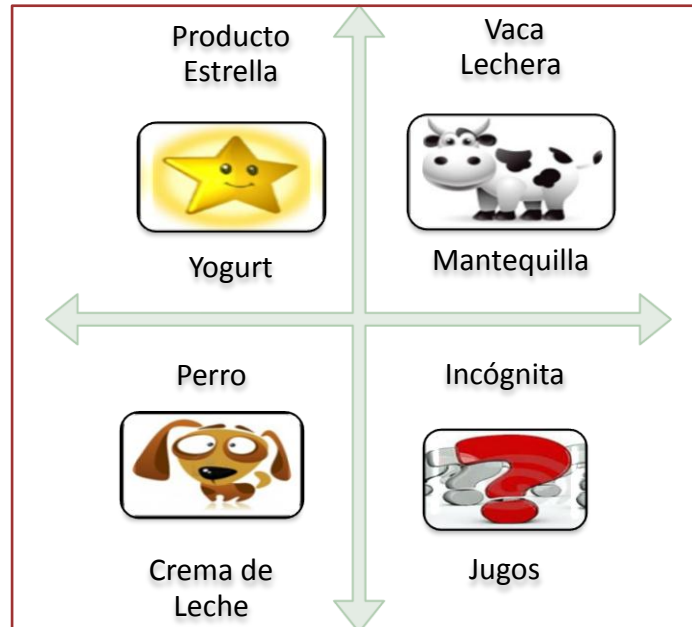 Producto
Estrella
Yogurt
Vaca
Lechera
Mantequilla
Perro
Crema de
Leche
Incógnita
Jugos